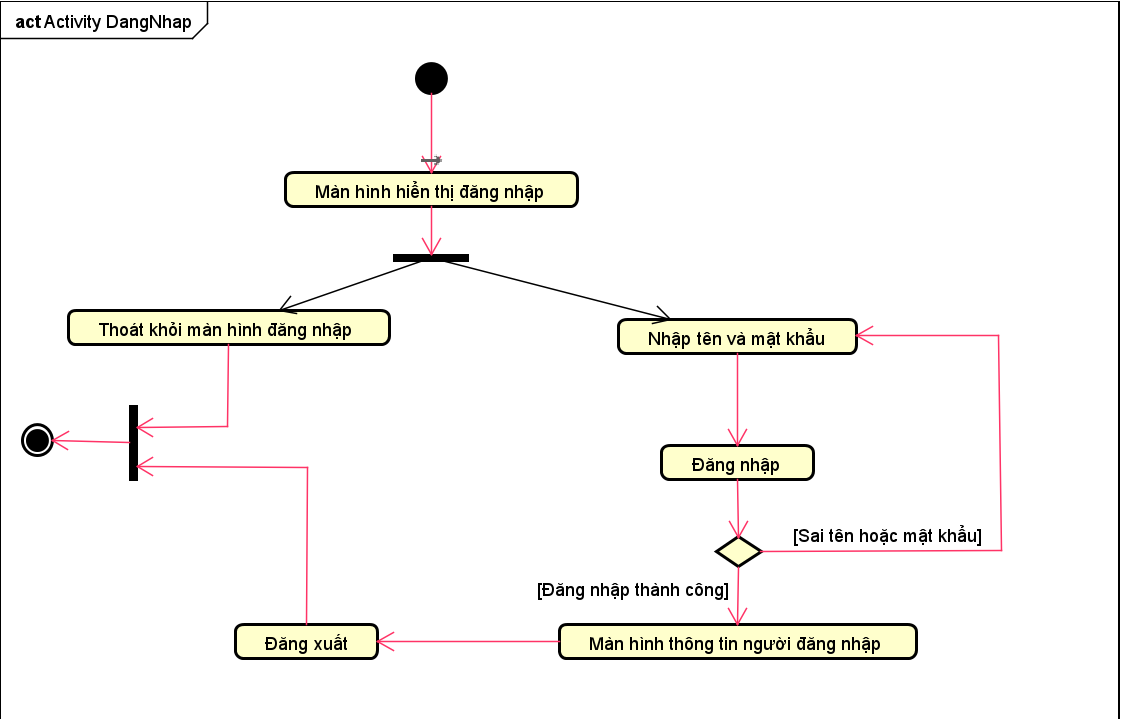 act Activity DangNhap
Màn hình hiển thị đăng nhập
Thoát khỏi màn hình đăng nhập
Nhập tên và mật khẩu
Đăng nhập
[Sai tên hoặc mật khẩu]
[Đăng nhập thành công]
Đăng xuất
Màn hình thông tin người đăng nhập